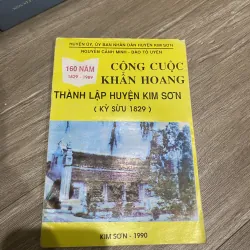 HUYỆN ỦY, ỦY BAN NHÂN DÂN HUYỆN KIM SƠN
NGUYỄN CẢNH MINH - ĐÀO TỐ UYÊN
160 NĂM
1829 - 1989
CÔNG CUỘC
KHẨN HOANG
THÀNH LẬP HUYỆN KIM SƠN
( KỶ SỬU 1829 )
KIM SƠN - 1990